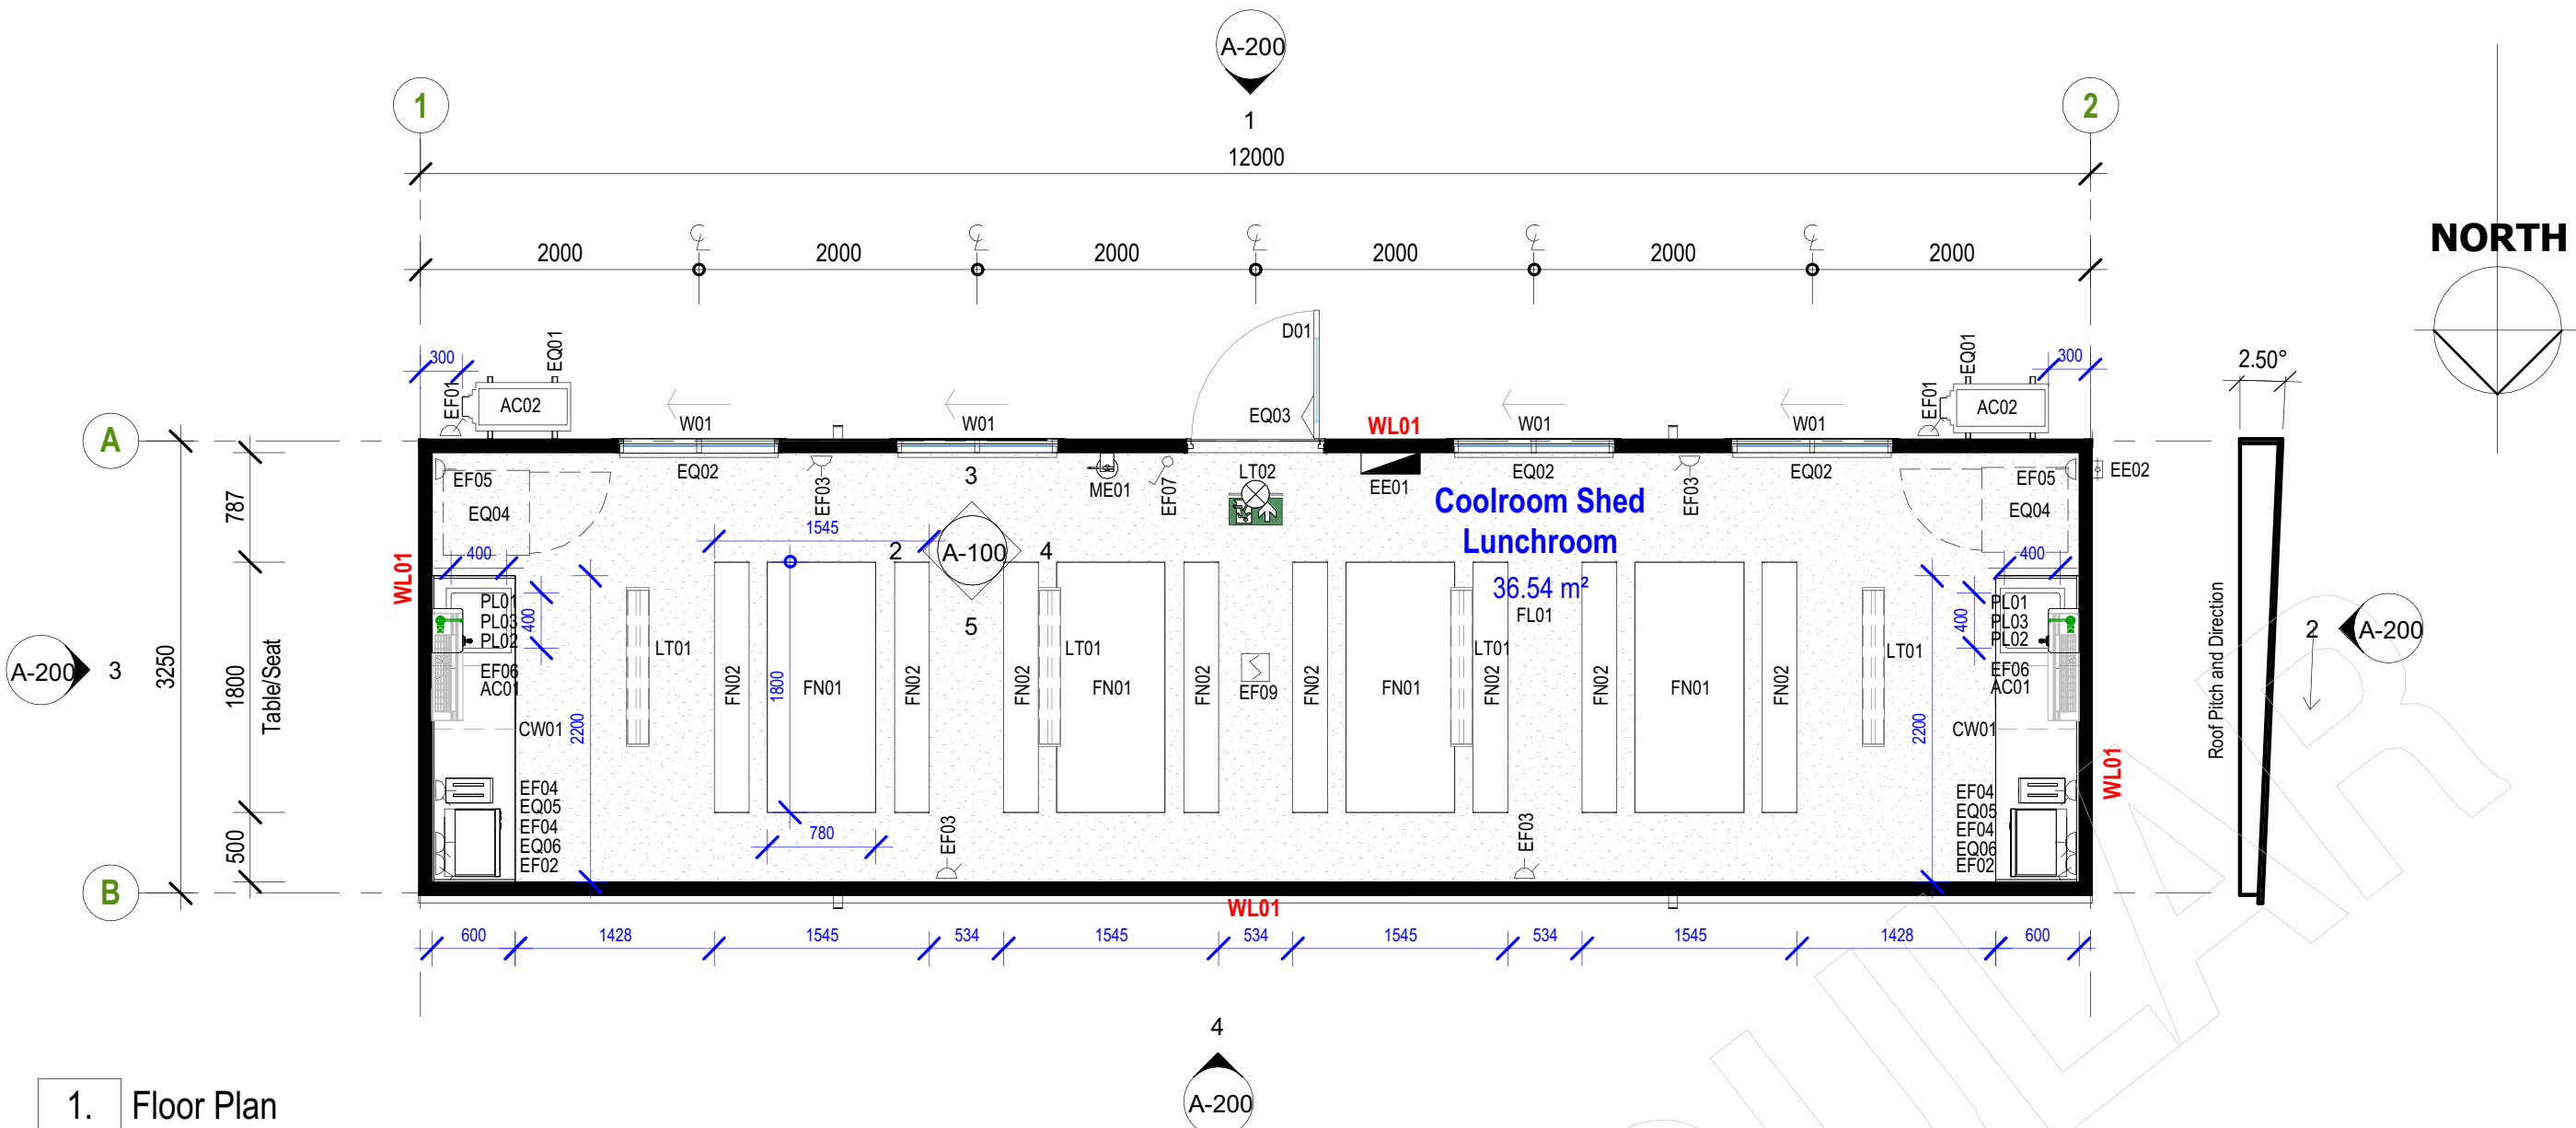 A-200
1
1
2
12000
2000
2000
2000
2000
2000
2000
NORTH
D01
300
EQ01
EF01
AC02
W01
W01
EQ03
WL01
W01
W01
EF01
AC02
EQ01
300
2.50°
A
EF05
EQ04
EQ02
EF03
3
ME01
EF07
LT02
EE01
EQ02
EF03
EQ02
EF05
EQ04
EE02
Coolroom Shed
Lunchroom
36.54 m²
FL01
787
1545
2
A-100
4
5
400
400
WL01
PL01
PL03
PL02
400
EF06
AC01
CW01
2200
LT01
FN02
1800
FN01
FN02
FN02
LT01
FN01
FN02
EF09
FN02
FN01
LT01
FN02
FN02
FN01
FN02
LT01
2200
PL01
PL03
PL02
400
EF06
AC01
CW01
A-200
3
3250
1800
Table/Seat
500
Roof Pitch and Direction
2
A-200
WL01
EF04
EQ05
EF04
EQ06
EF02
780
EF03
EF03
EF04
EQ05
EF04
EQ06
EF02
B
WL01
600
1428
1545
534
1545
534
1545
534
1545
1428
600
4
A-200
1.
Floor Plan